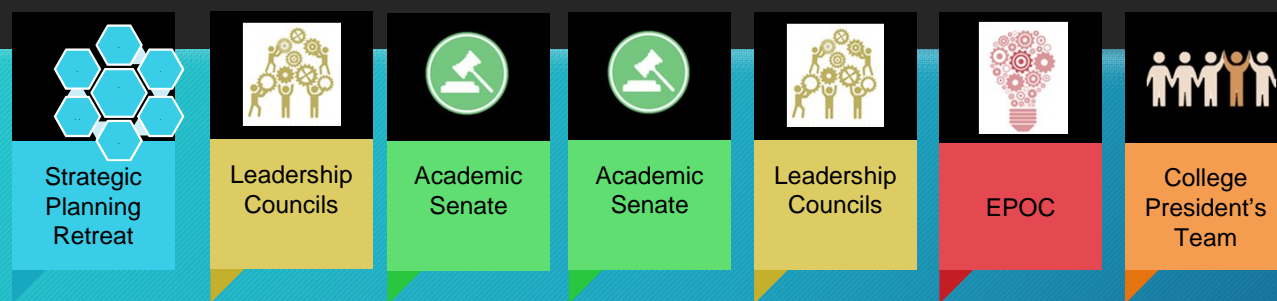 Strategic
Planning
Retreat
Leadership
Councils
Academic
Senate
Academic
Senate
Leadership
Councils
EPOC
College
President's
Team